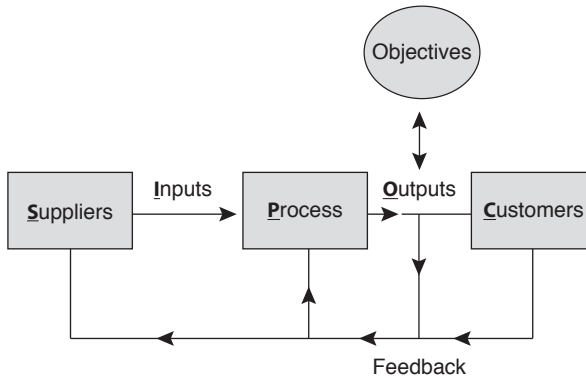 Objectives
Inputs
Outputs
Suppliers
Process
Customers
Feedback